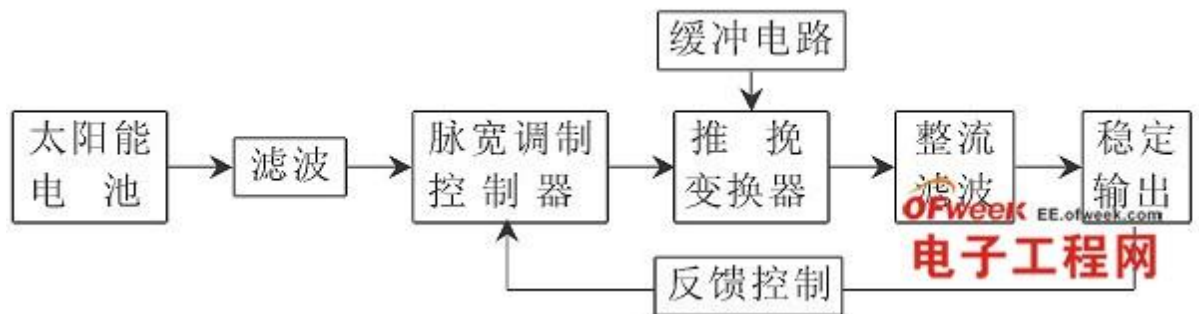 缓冲电路
太阳能
电 池
滤波
脉宽调制
控 制 器
推 挽
变换器
整流
滤波
稳定
输出
OFweek EE.ofweek.com
电子工程网
反馈控制